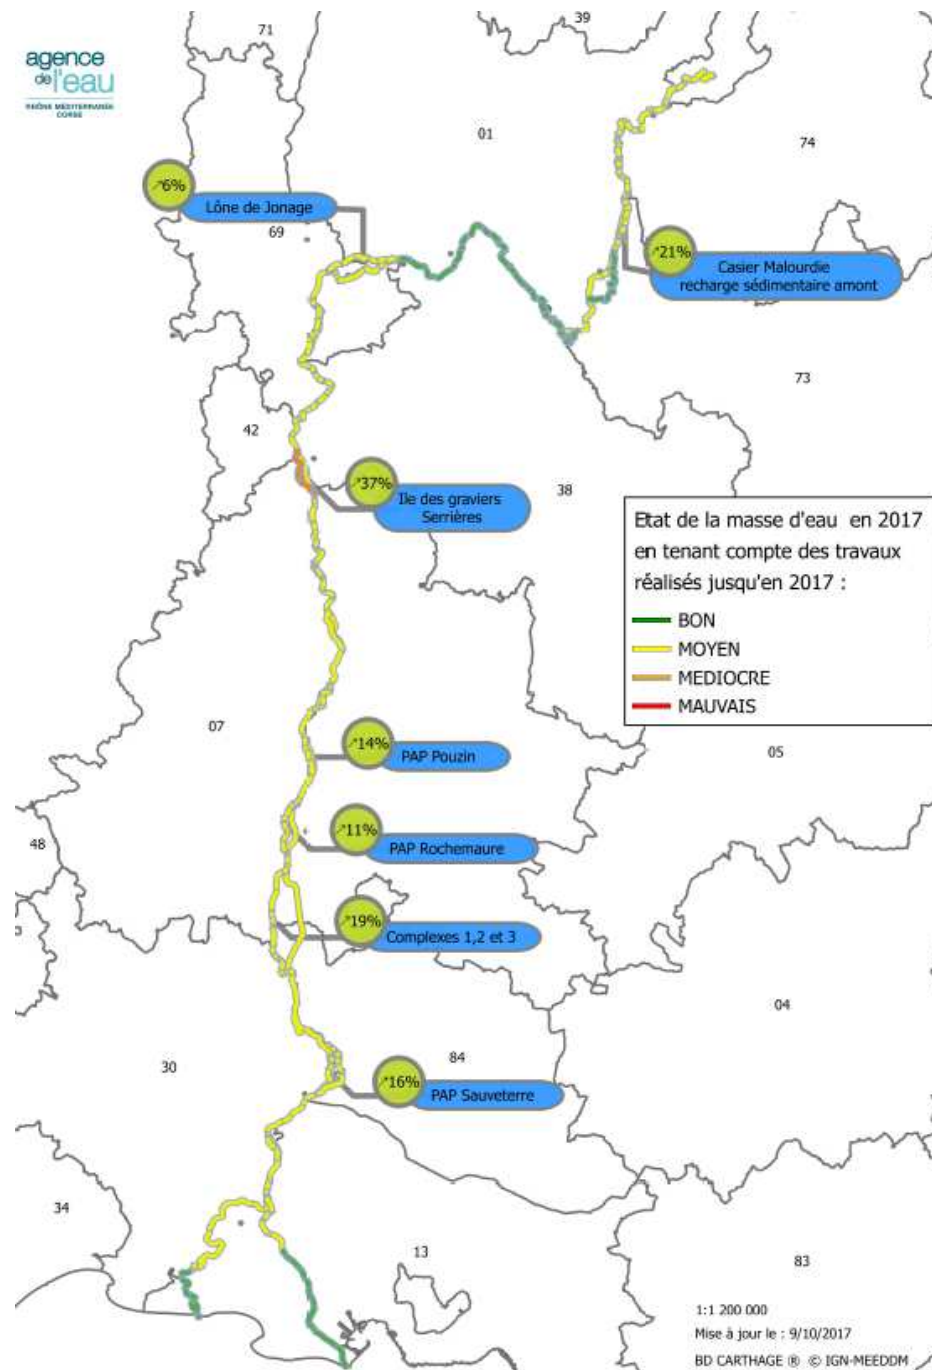 agence
de l'eau
RHÔNE MÉDITERRANÉE
CORSE
71
39
01
74
↗6%
Lône de Jonage
69
↗21%
Casier Malourdie
recharge sédimentaire amont
73
42
↗37%
Ile des graviers
Serrières
38
Etat de la masse d'eau en 2017
en tenant compte des travaux
réalisés jusqu'en 2017 :
BON
MOYEN
MEDIOCRE
MAUVAIS
07
↗14%
PAP Pouzin
05
↗11%
PAP Rochemaure
48
↗19%
Complexes 1,2 et 3
04
30
84
↗16%
PAP Sauveterre
34
13
83
1:1 200 000
Mise à jour le : 9/10/2017
BD CARTHAGE ® © IGN-MEEDDM